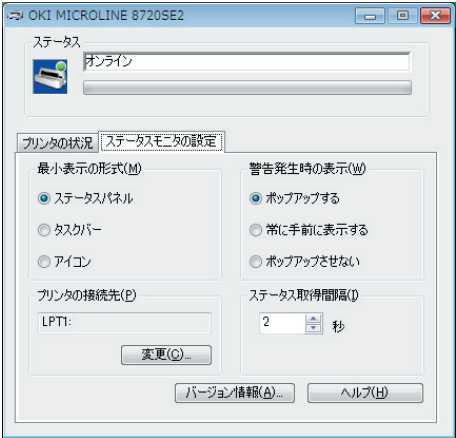 OKI MICROLINE 8720SE2
ステータス
オンライン
プリンタの状況
ステータスモニタの設定
最小表示の形式(M)
ステータスパネル
タスクバー
アイコン
警告発生時の表示(W)
ポップアップする
常に手前に表示する
ポップアップさせない
プリンタの接続先(P)
LPT1:
変更(C)...
ステータス取得間隔(I)
2 秒
バージョン情報(A)...
ヘルプ(H)